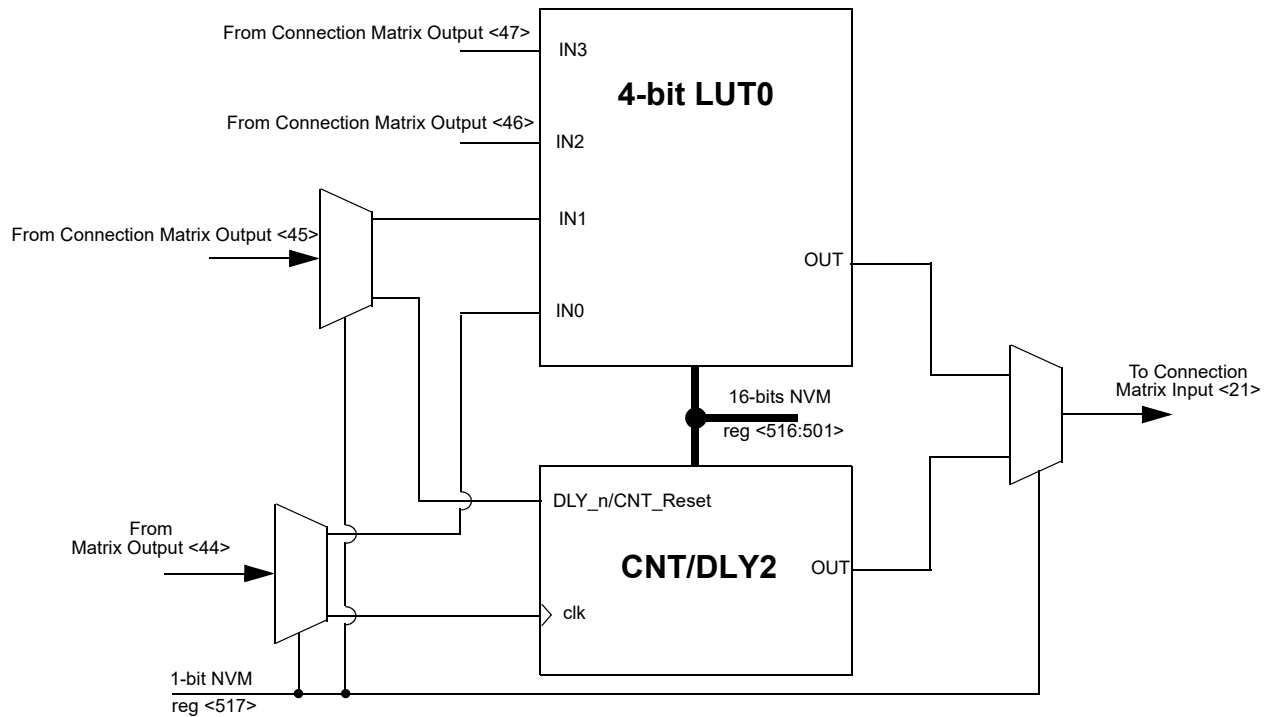 From Connection Matrix Output <47>
IN3
4-bit LUT0
From Connection Matrix Output <46>
IN2
IN1
From Connection Matrix Output <45>
OUT
IN0
To Connection
Matrix Input <21>
16-bits NVM
reg <516:501>
DLY_n/CNT_Reset
From
Matrix Output <44>
CNT/DLY2
OUT
clk
1-bit NVM
reg <517>